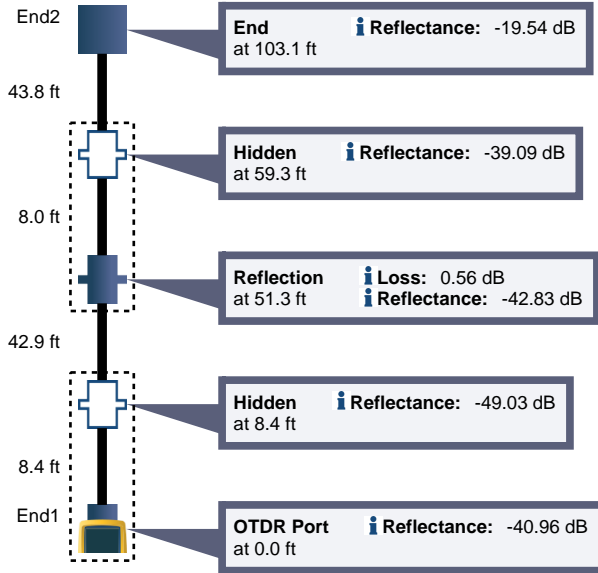 End2
End i Reflectance: -19.54 dB
at 103.1 ft
43.8 ft
Hidden i Reflectance: -39.09 dB
at 59.3 ft
8.0 ft
Reflection i Loss: 0.56 dB
at 51.3 ft i Reflectance: -42.83 dB
42.9 ft
Hidden i Reflectance: -49.03 dB
at 8.4 ft
8.4 ft
End1
OTDR Port i Reflectance: -40.96 dB
at 0.0 ft